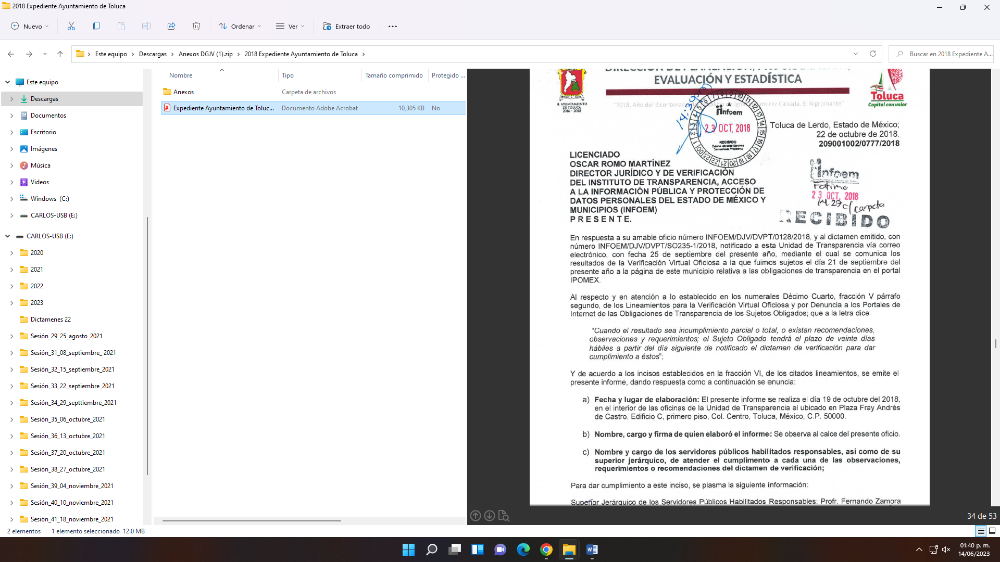 2018 Expediente Ayuntamiento de Toluca
Nuevo
Ordenar
Ver
Extraer todo
Este equipo > Descargas > Anexos DGJV (1).zip > 2018 Expediente Ayuntamiento de Toluca >
Buscar en 2018 Expediente A...
Este equipo
Descargas
Documentos
Escritorio
Imágenes
Música
Videos
Windows (C:)
CARLOS-USB (E:)
CARLOS-USB (E:)
2020
2021
2022
2023
Dictamenes 22
Sesión_29_25_agosto_2021
Sesión_31_08_septiembre_ 2021
Sesión_32_15_septiembre_2021
Sesión_33_22_septiembre_2021
Sesión_34_29_septtiembre_2021
Sesión_35_06_octubre_2021
Sesión_36_13_octubre_2021
Sesión_37_20_octubre_2021
Sesión_38_27_octubre_2021
Sesión_39_04_noviembre_2021
Sesión_40_10_noviembre_2021
Sesión_41_18_noviembre_2021
Nombre
Tipo
Tamaño comprimido
Protegido ...
Anexos
Carpeta de archivos
Expediente Ayuntamiento de Toluc...
Documento Adobe Acrobat
10,305 KB
No
DIRECCIÓN DE PLANEACIÓN, PROGRAMACIÓN,
EVALUACIÓN Y ESTADÍSTICA
H. AYUNTAMIENTO
DE TOLUCA
2016 - 2018
Toluca
Capital con valor
"2018. Año del Bicentenario del Natalicio de Ignacio Ramírez Calzada, El Nigromante"
14:30
infoem
23 OCT. 2018
RECIBIDO
Toluca de Lerdo, Estado de México;
22 de octubre de 2018.
209001002/0777/2018
LICENCIADO
OSCAR ROMO MARTÍNEZ
DIRECTOR JURÍDICO Y DE VERIFICACIÓN
DEL INSTITUTO DE TRANSPARENCIA, ACCESO
A LA INFORMACIÓN PÚBLICA Y PROTECCIÓN DE
DATOS PERSONALES DEL ESTADO DE MÉXICO Y
MUNICIPIOS (INFOEM)
P R E S E N T E.
infoem
Fatima
23 OCT. 2018
14.27 c/ carpeta
RECIBIDO
En respuesta a su amable oficio número INFOEM/DJV/DVPT/0128/2018, y al dictamen emitido, con
número INFOEM/DJV/DVPT/SO235-1/2018, notificado a esta Unidad de Transparencia vía correo
electrónico, con fecha 25 de septiembre del presente año, mediante el cual se comunica los
resultados de la Verificación Virtual Oficiosa a la que fuimos sujetos el día 21 de septiembre del
presente año a la página de este municipio relativa a las obligaciones de transparencia en el portal
IPOMEX.
Al respecto y en atención a lo establecido en los numerales Décimo Cuarto, fracción V párrafo
segundo, de los Lineamientos para la Verificación Virtual Oficiosa y por Denuncia a los Portales de
Internet de las Obligaciones de Transparencia de los Sujetos Obligados; que a la letra dice:
"Cuando el resultado sea incumplimiento parcial o total, o existan recomendaciones,
observaciones y requerimientos; el Sujeto Obligado tendrá el plazo de veinte días
hábiles a partir del día siguiente de notificado el dictamen de verificación para dar
cumplimiento a éstos";
Y de acuerdo a los incisos establecidos en la fracción VI, de los citados lineamientos, se emite el
presente informe, dando respuesta como a continuación se enuncia:
a) Fecha y lugar de elaboración: El presente informe se realiza el día 19 de octubre del 2018,
en el interior de las oficinas de la Unidad de Transparencia el ubicado en Plaza Fray Andrés
de Castro, Edificio C, primero piso, Col. Centro, Toluca, México, C.P. 50000.
b) Nombre, cargo y firma de quien elaboró el informe: Se observa al calce del presente oficio.
c) Nombre y cargo de los servidores públicos habilitados responsables, así como de su
superior jerárquico, de atender el cumplimento a cada una de las observaciones,
requerimientos o recomendaciones del dictamen de verificación;
Para dar cumplimiento a este inciso, se plasma la siguiente información:
Superior Jerárquico de los Servidores Públicos Habilitados Responsables: Profr. Fernando Zamora
34 de 53
2 elementos
1 elemento seleccionado 12.0 MB
01:40 p. m.
14/06/2023